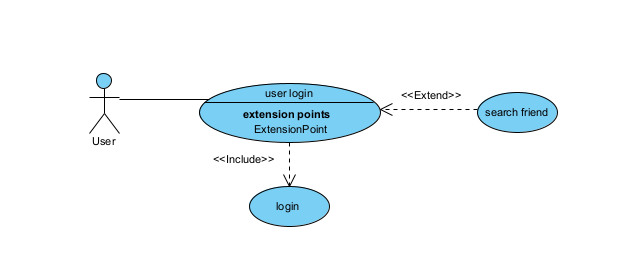 user login
<<Extend>>
extension points
ExtensionPoint
search friend
User
<<Include>>
login